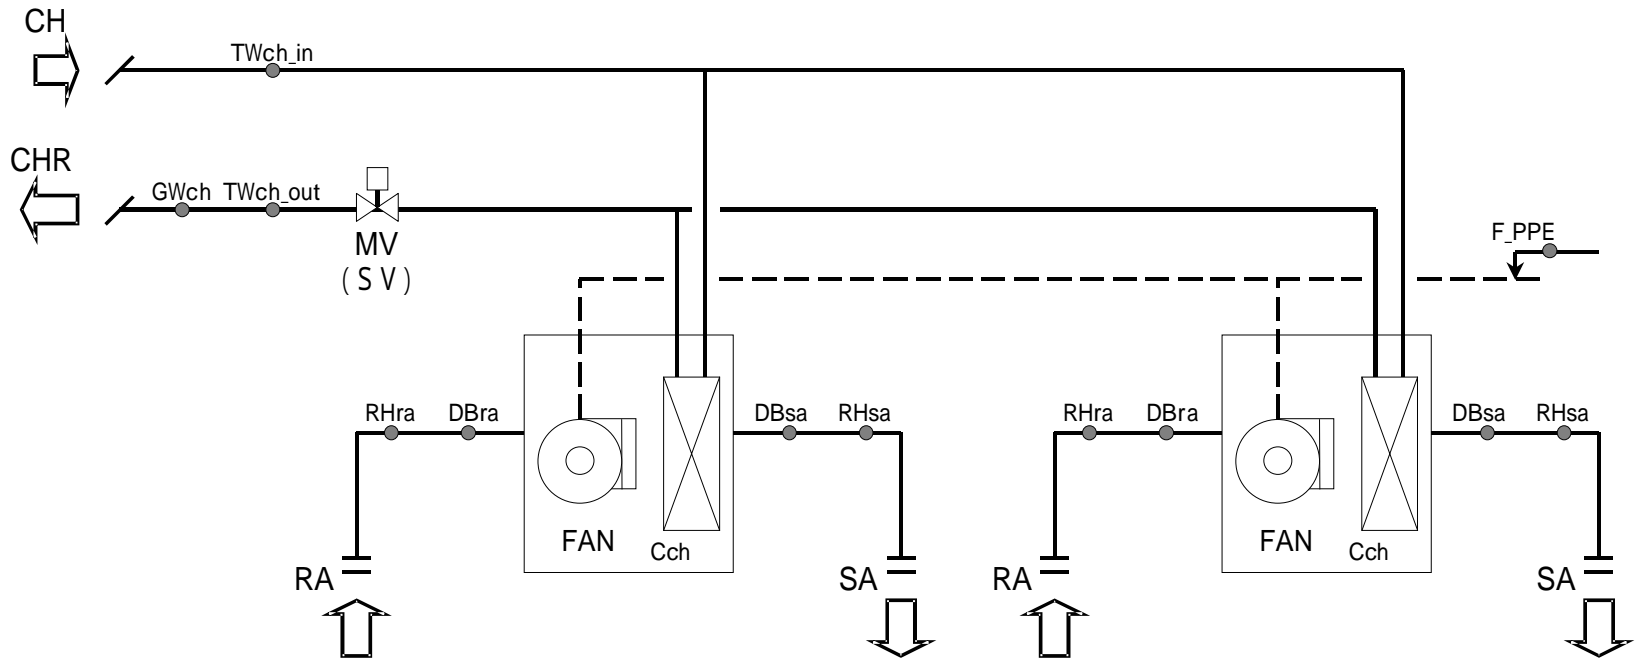 CH
TWch_in
CHR
GWch TWch_out
MV
(SV)
F_PPE
RHra DBra
DBsa RHsa
RHra DBra
DBsa RHsa
FAN
Cch
FAN
Cch
RA
SA
RA
SA